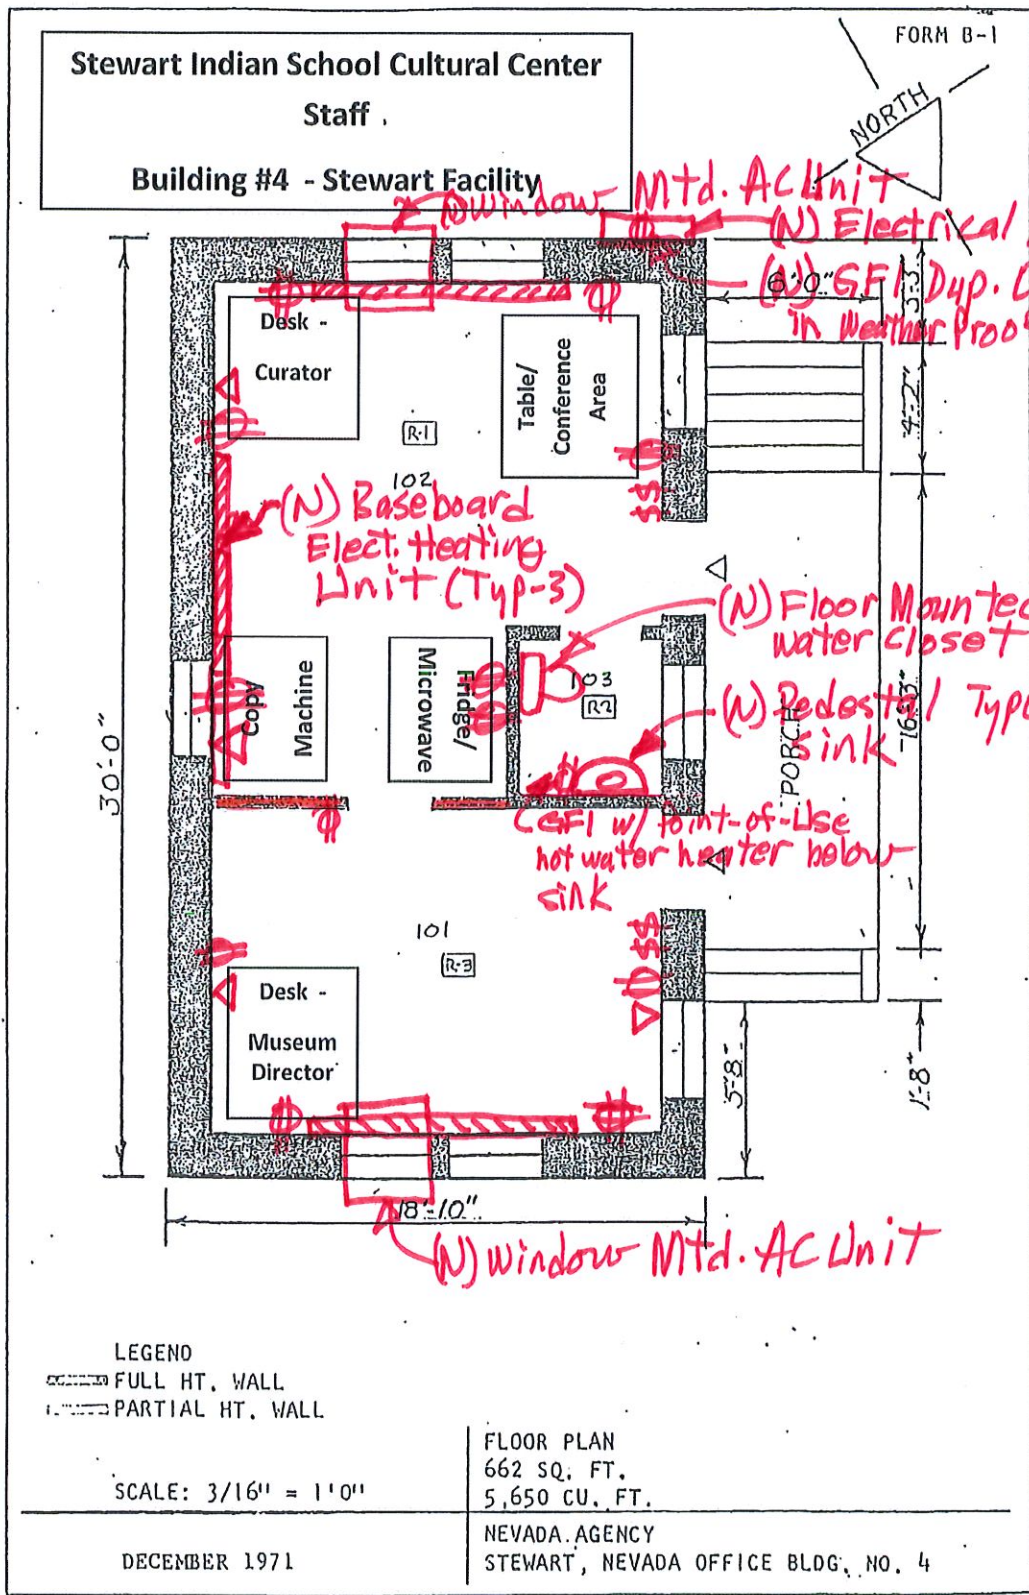 FORM B-1
Stewart Indian School Cultural Center
Staff .
Building #4 - Stewart Facility
NORTH
(N) Window Mtd. AC Unit
(N) Electrical
(N) GFI Dup.
in Weather Proof
6'-0"
3'-3"
Desk -
Curator
Table/
Conference
Area
4'-2"
R-1
102
$$
(N) Baseboard
Elect. Heating
Unit (Typ-3)
(N) Floor Mounted
water closet
Copy
Machine
Fridge/
Microwave
103
R-2
(N) Pedestal Type
Sink
PORCH
30'-0"
GFI w/ Point-of-Use
hot water heater below
sink
101
R-3
$$
Desk -
Museum
Director
5'-8"
1'-8"
18'-10"
(N) Window Mtd. AC Unit
LEGEND
FULL HT. WALL
PARTIAL HT. WALL
SCALE: 3/16" = 1'0"
FLOOR PLAN
662 SQ. FT.
5,650 CU. FT.
DECEMBER 1971
NEVADA AGENCY
STEWART, NEVADA OFFICE BLDG. NO. 4